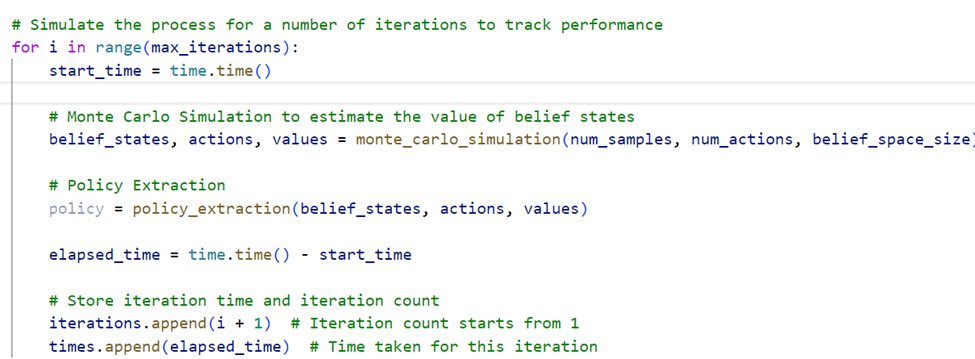 # Simulate the process for a number of iterations to track performance
for i in range(max_iterations):
    start_time = time.time()
    # Monte Carlo Simulation to estimate the value of belief states
    belief_states, actions, values = monte_carlo_simulation(num_samples, num_actions, belief_space_size)
    # Policy Extraction
    policy = policy_extraction(belief_states, actions, values)
    elapsed_time = time.time() - start_time
    # Store iteration time and iteration count
    iterations.append(i + 1)  # Iteration count starts from 1
    times.append(elapsed_time)  # Time taken for this iteration